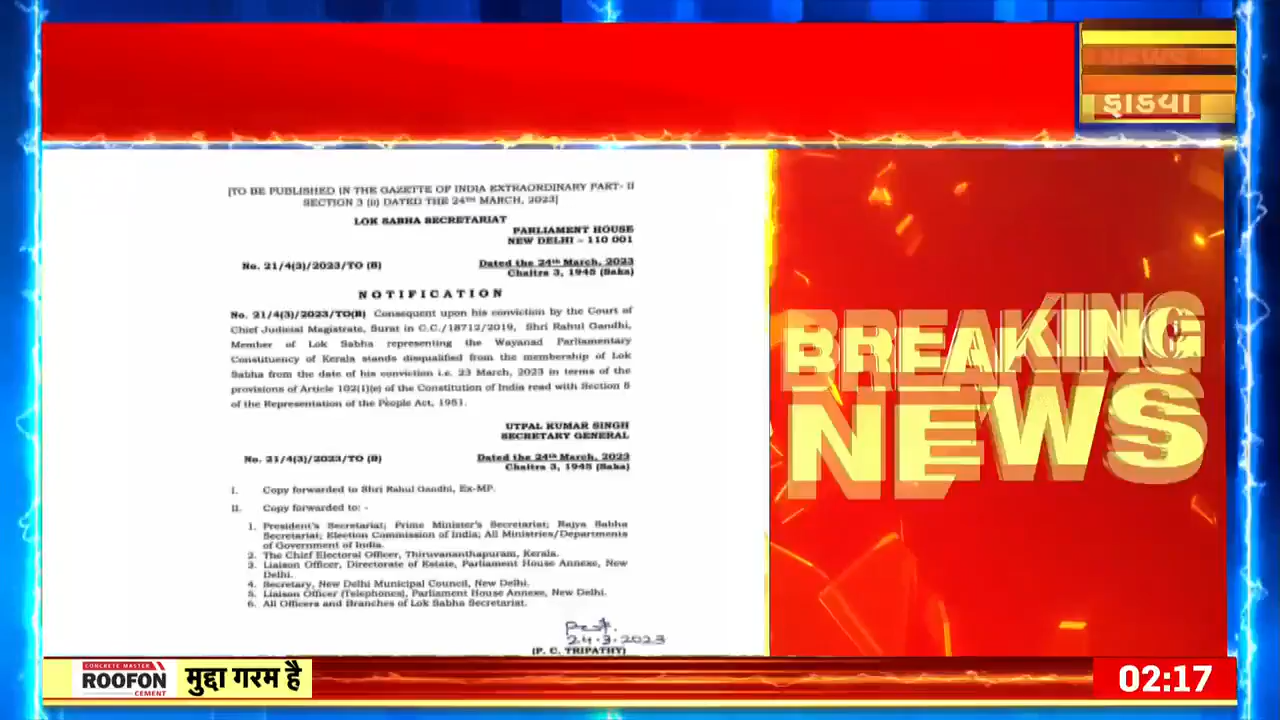 NEWS
इंडिया
[TO BE PUBLISHED IN THE GAZETTE OF INDIA EXTRAORDINARY PART- II
SECTION 3 (ii) DATED THE 24TH MARCH, 2023]
LOK SABHA SECRETARIAT
PARLIAMENT HOUSE
NEW DELHI – 110 001
No. 21/4(3)/2023/TO (B)
Dated the 24th March, 2023
Chaitra 3, 1945 (Saka)
NOTIFICATION
No. 21/4(3)/2023/TO(B) Consequent upon his conviction by the Court of
Chief Judicial Magistrate, Surat in C.C./18712/2019, Shri Rahul Gandhi,
Member of Lok Sabha representing the Wayanad Parliamentary
Constituency of Kerala stands disqualified from the membership of Lok
Sabha from the date of his conviction i.e. 23 March, 2023 in terms of the
provisions of Article 102(1)(e) of the Constitution of India read with Section 8
of the Representation of the People Act, 1951.
UTPAL KUMAR SINGH
SECRETARY GENERAL
No. 21/4(3)/2023/TO (B)
Dated the 24th March, 2023
Chaitra 3, 1945 (Saka)
I. Copy forwarded to Shri Rahul Gandhi, Ex-MP.
II. Copy forwarded to: -
1. President's Secretariat; Prime Minister's Secretariat; Rajya Sabha
Secretariat; Election Commission of India; All Ministries/Departments
of Government of India.
2. The Chief Electoral Officer, Thiruvananthapuram, Kerala.
3. Liaison Officer, Directorate of Estate, Parliament House Annexe, New
Delhi.
4. Secretary, New Delhi Municipal Council, New Delhi.
5. Liaison Officer (Telephones), Parliament House Annexe, New Delhi.
6. All Officers and Branches of Lok Sabha Secretariat.
24.3.2023
(P. C. TRIPATHY)
BREAKING
NEWS
CONCRETE MASTER
ROOFON
CEMENT
मुद्दा गरम है
02:17